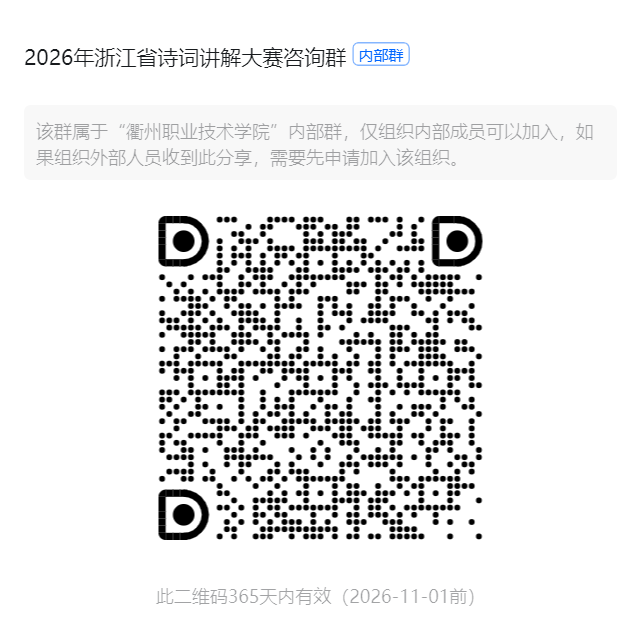 2026年浙江省诗词讲解大赛咨询群 内部群
该群属于“衢州职业技术学院”内部群，仅组织内部成员可以加入，如
果组织外部人员收到此分享，需要先申请加入该组织。
此二维码365天内有效（2026-11-01前）